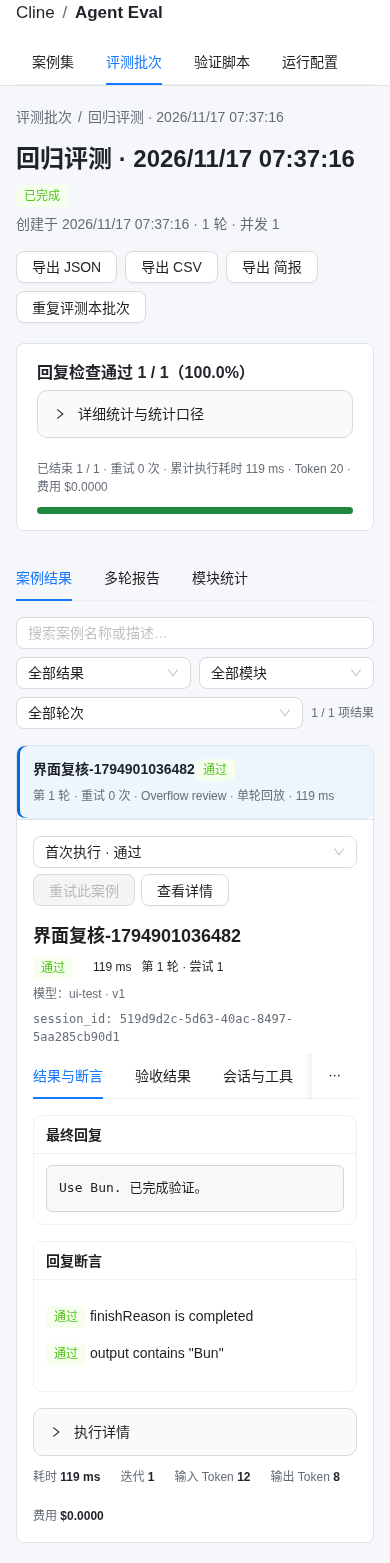 Cline / Agent Eval
案例集 评测批次 验证脚本 运行配置
评测批次 / 回归评测 · 2026/11/17 07:37:16
回归评测 · 2026/11/17 07:37:16
已完成
创建于 2026/11/17 07:37:16 · 1 轮 · 并发 1
导出 JSON 导出 CSV 导出 简报
重复评测本批次
回复检查通过 1 / 1（100.0%）
详细统计与统计口径
已结束 1 / 1 · 重试 0 次 · 累计执行耗时 119 ms · Token 20 ·
费用 $0.0000
案例结果 多轮报告 模块统计
搜索案例名称或描述…
全部结果 全部模块
全部轮次 1 / 1 项结果
界面复核-1794901036482 通过
第 1 轮 · 重试 0 次 · Overflow review · 单轮回放 · 119 ms
首次执行 · 通过
重试此案例 查看详情
界面复核-1794901036482
通过 119 ms 第 1 轮 · 尝试 1
模型：ui-test · v1
session_id: 519d9d2c-5d63-40ac-8497-
5aa285cb90d1
结果与断言 验收结果 会话与工具 ···
最终回复
Use Bun. 已完成验证。
回复断言
通过 finishReason is completed
通过 output contains "Bun"
执行详情
耗时 119 ms 迭代 1 输入 Token 12 输出 Token 8
费用 $0.0000